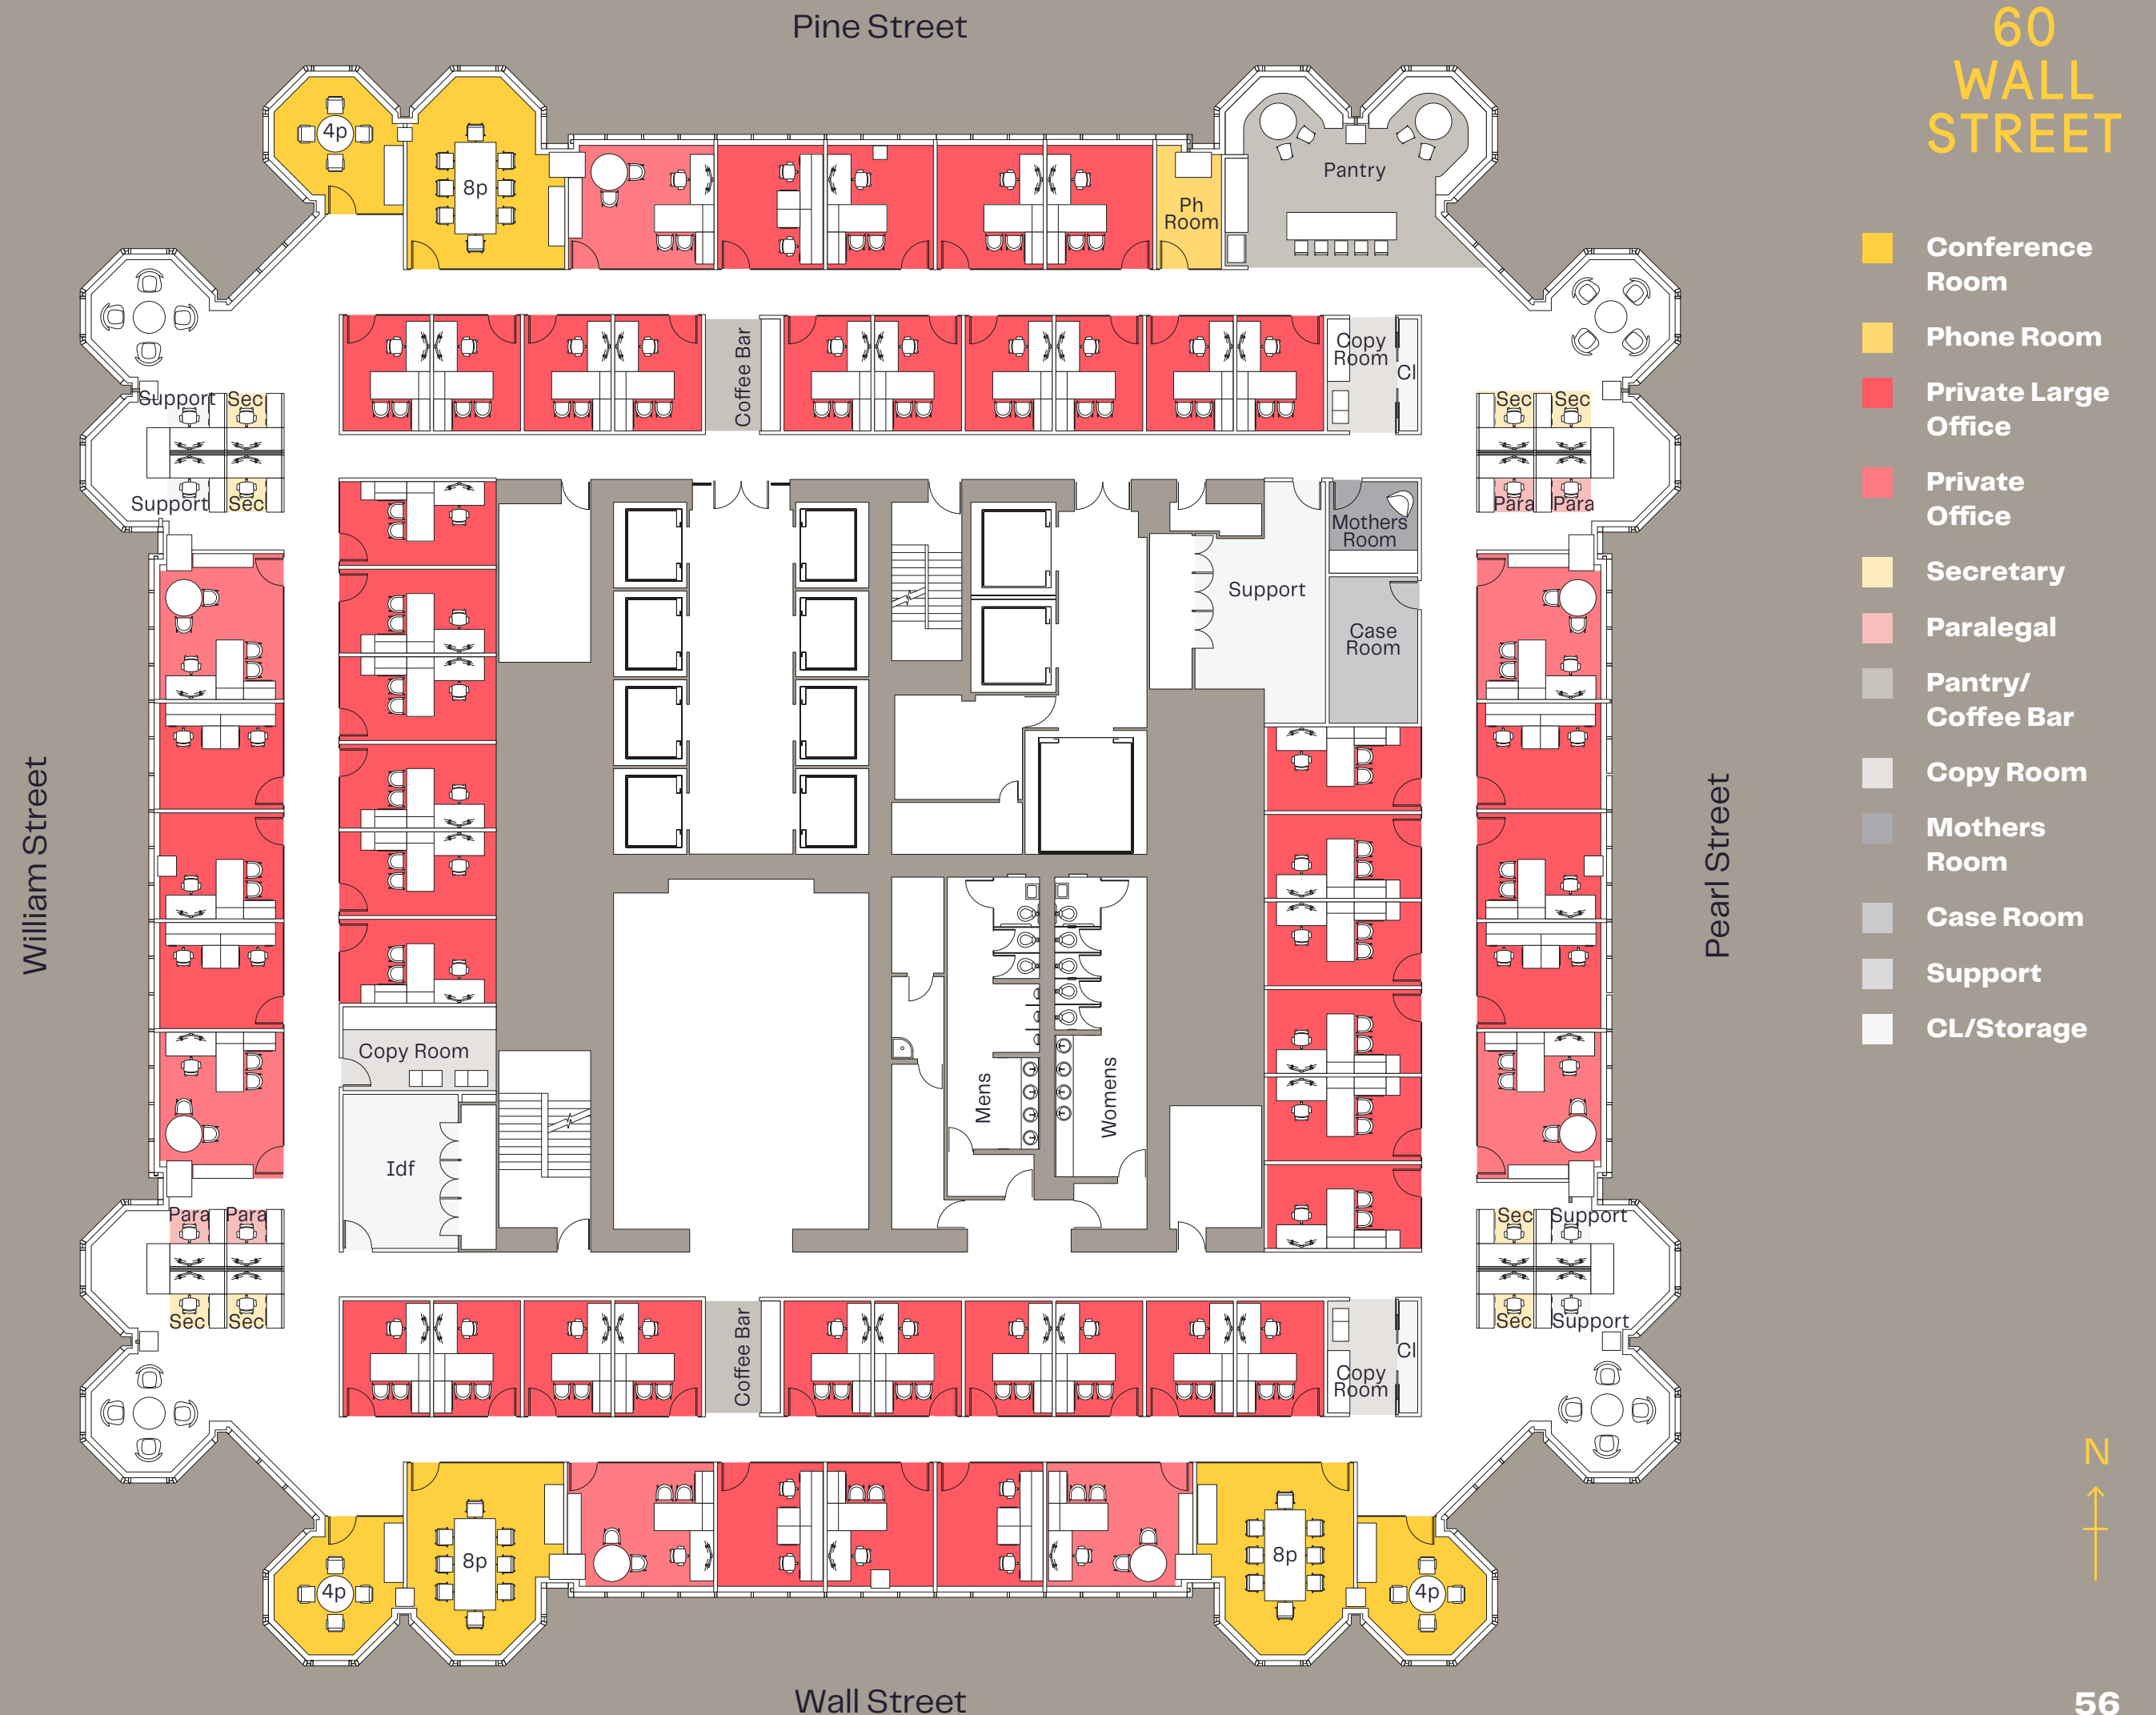 Pine Street
60
WALL
STREET
4p
8p
Ph
Room
Pantry
Conference
Room
Phone Room
Private Large
Office
Private
Office
Secretary
Paralegal
Pantry/
Coffee Bar
Copy Room
Mothers
Room
Case Room
Support
CL/Storage
Coffee Bar
Copy
Room
Cl
Support
Sec
Sec
Sec
Support
Sec
Para
Para
Mothers
Room
Support
Case
Room
William Street
Pearl Street
Copy Room
Idf
Mens
Womens
Para
Para
Sec
Support
Sec
Sec
Sec
Support
Coffee Bar
Copy
Room
Cl
4p
8p
8p
4p
N
Wall Street
56